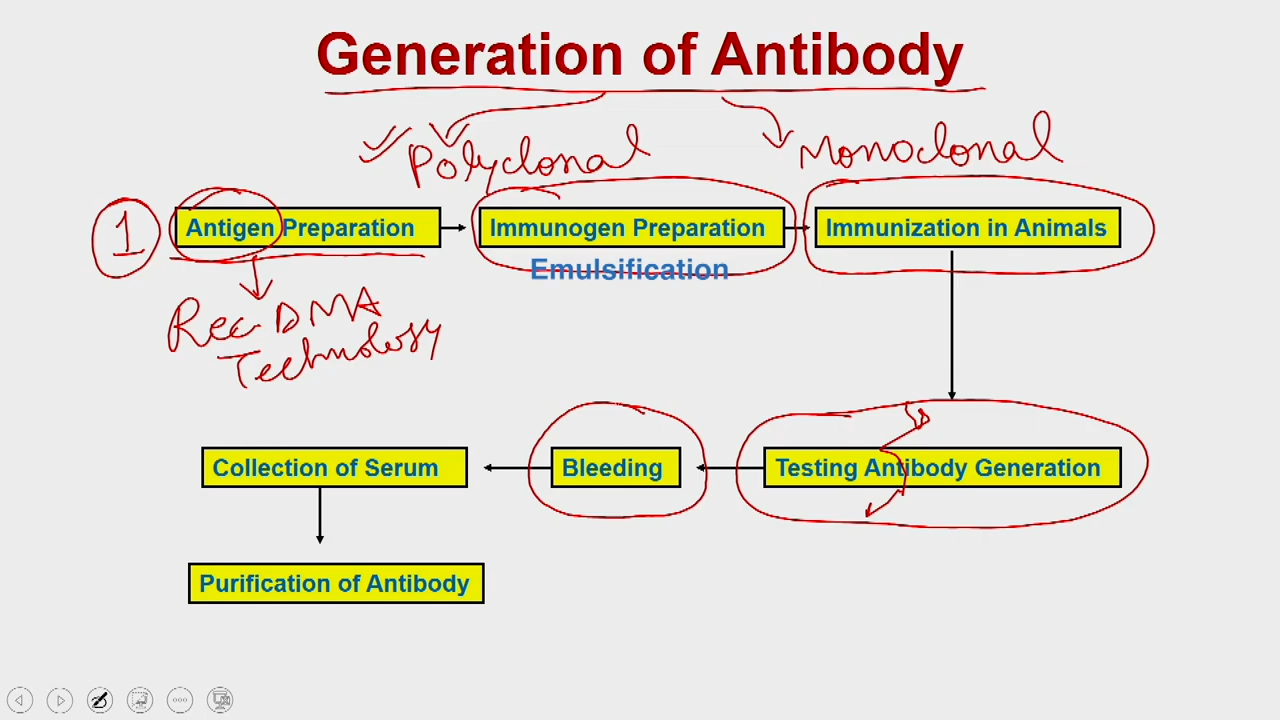 Generation of Antibody
Polyclonal
Monoclonal
1
Antigen Preparation
Immunogen Preparation
Immunization in Animals
Emulsification
Rec DNA
Technology
Testing Antibody Generation
Bleeding
Collection of Serum
Purification of Antibody